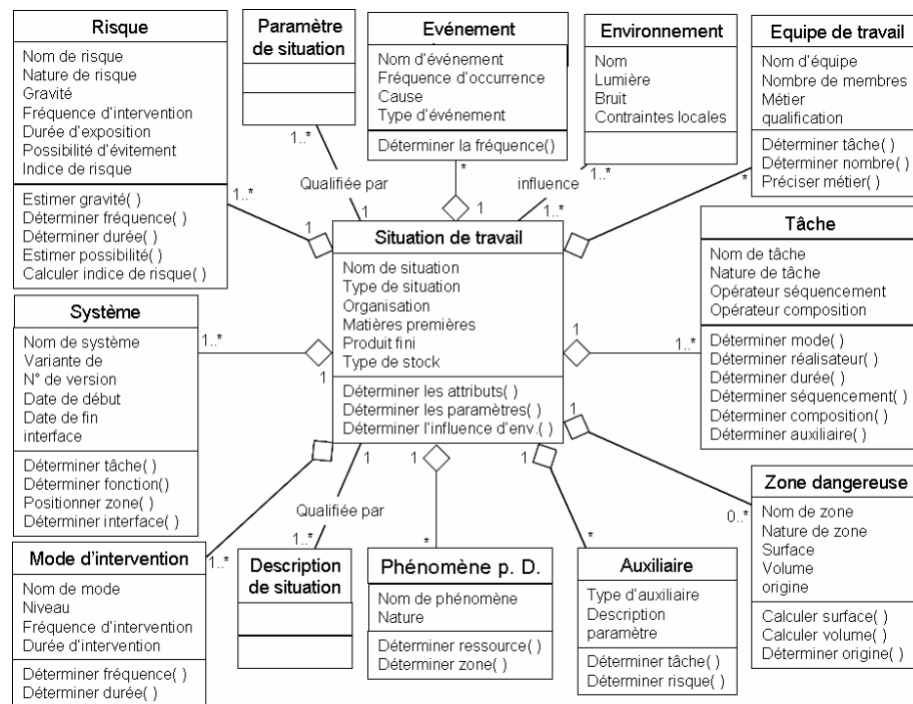 Risque
Nom de risque
Nature de risque
Gravité
Fréquence d'intervention
Durée d'exposition
Possibilité d'évitement
Indice de risque
Estimer gravité( )
Déterminer fréquence( )
Déterminer durée( )
Estimer possibilité( )
Calculer indice de risque( )
Paramètre
de situation
1..*
Qualifiée par
1
Evénement
Nom d'événement
Fréquence d'occurrence
Cause
Type d'événement
Déterminer la fréquence()
*
1
Environnement
Nom
Lumière
Bruit
Contraintes locales
1..*
influence
1..*
Equipe de travail
Nom d'équipe
Nombre de membres
Métier
qualification
Déterminer tâche( )
Déterminer nombre( )
Préciser métier( )
*
1..*
1
Situation de travail
Nom de situation
Type de situation
Organisation
Matières premières
Produit fini
Type de stock
Déterminer les attributs( )
Déterminer les paramètres( )
Déterminer l'influence d'env.( )
Tâche
Nom de tâche
Nature de tâche
Opérateur séquencement
Opérateur composition
Déterminer mode( )
Déterminer réalisateur( )
Déterminer durée( )
Déterminer séquencement( )
Déterminer composition( )
Déterminer auxiliaire( )
1
1..*
Système
Nom de système
Variante de
N° de version
Date de début
Date de fin
interface
Déterminer tâche( )
Déterminer fonction()
Positionner zone( )
Déterminer interface( )
1..*
1
1
Zone dangereuse
Nom de zone
Nature de zone
Surface
Volume
origine
Calculer surface( )
Calculer volume( )
Déterminer origine( )
1
0..*
Mode d'intervention
Nom de mode
Niveau
Fréquence d'intervention
Durée d'intervention
Déterminer fréquence( )
Déterminer durée( )
1..*
1
Qualifiée par
1..*
Description
de situation
1
*
Phénomène p. D.
Nom de phénomène
Nature
Déterminer ressource( )
Déterminer zone( )
1
*
Auxiliaire
Type d'auxiliaire
Description
paramètre
Déterminer tâche( )
Déterminer risque( )